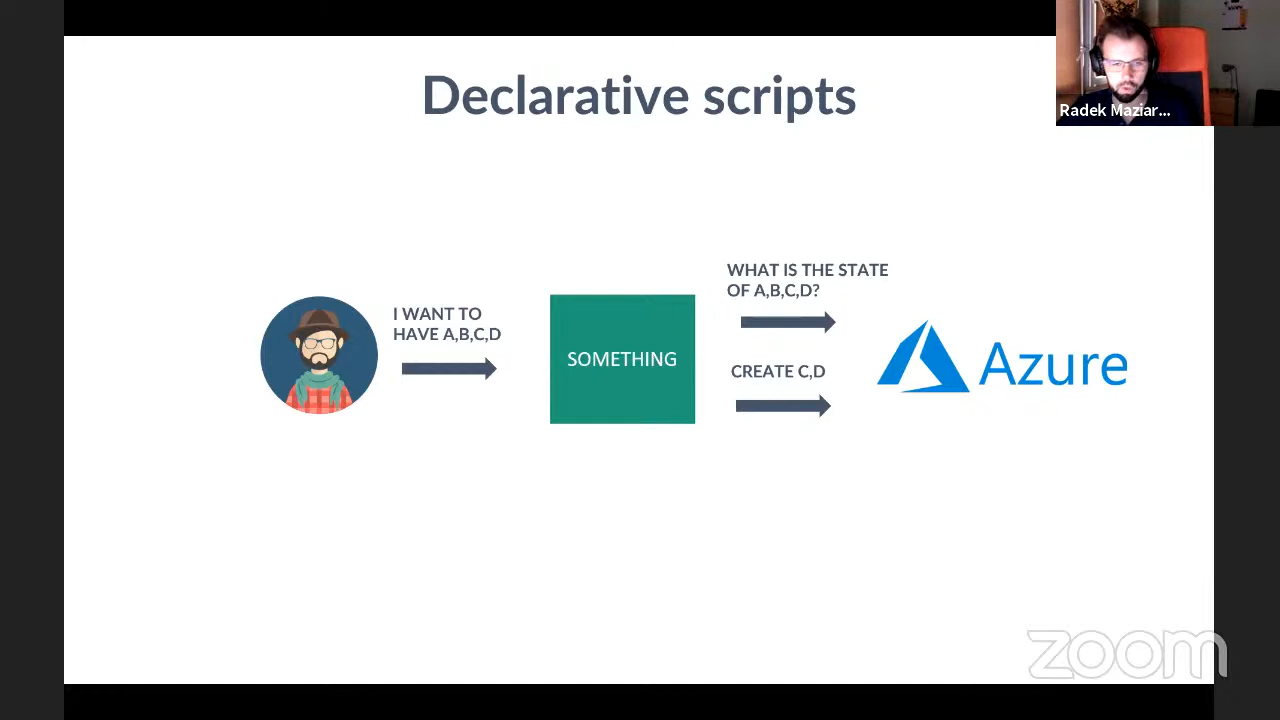 Declarative scripts
Radek Maziar...
WHAT IS THE STATE
OF A,B,C,D?
I WANT TO
HAVE A,B,C,D
SOMETHING
CREATE C,D
Azure
zoom